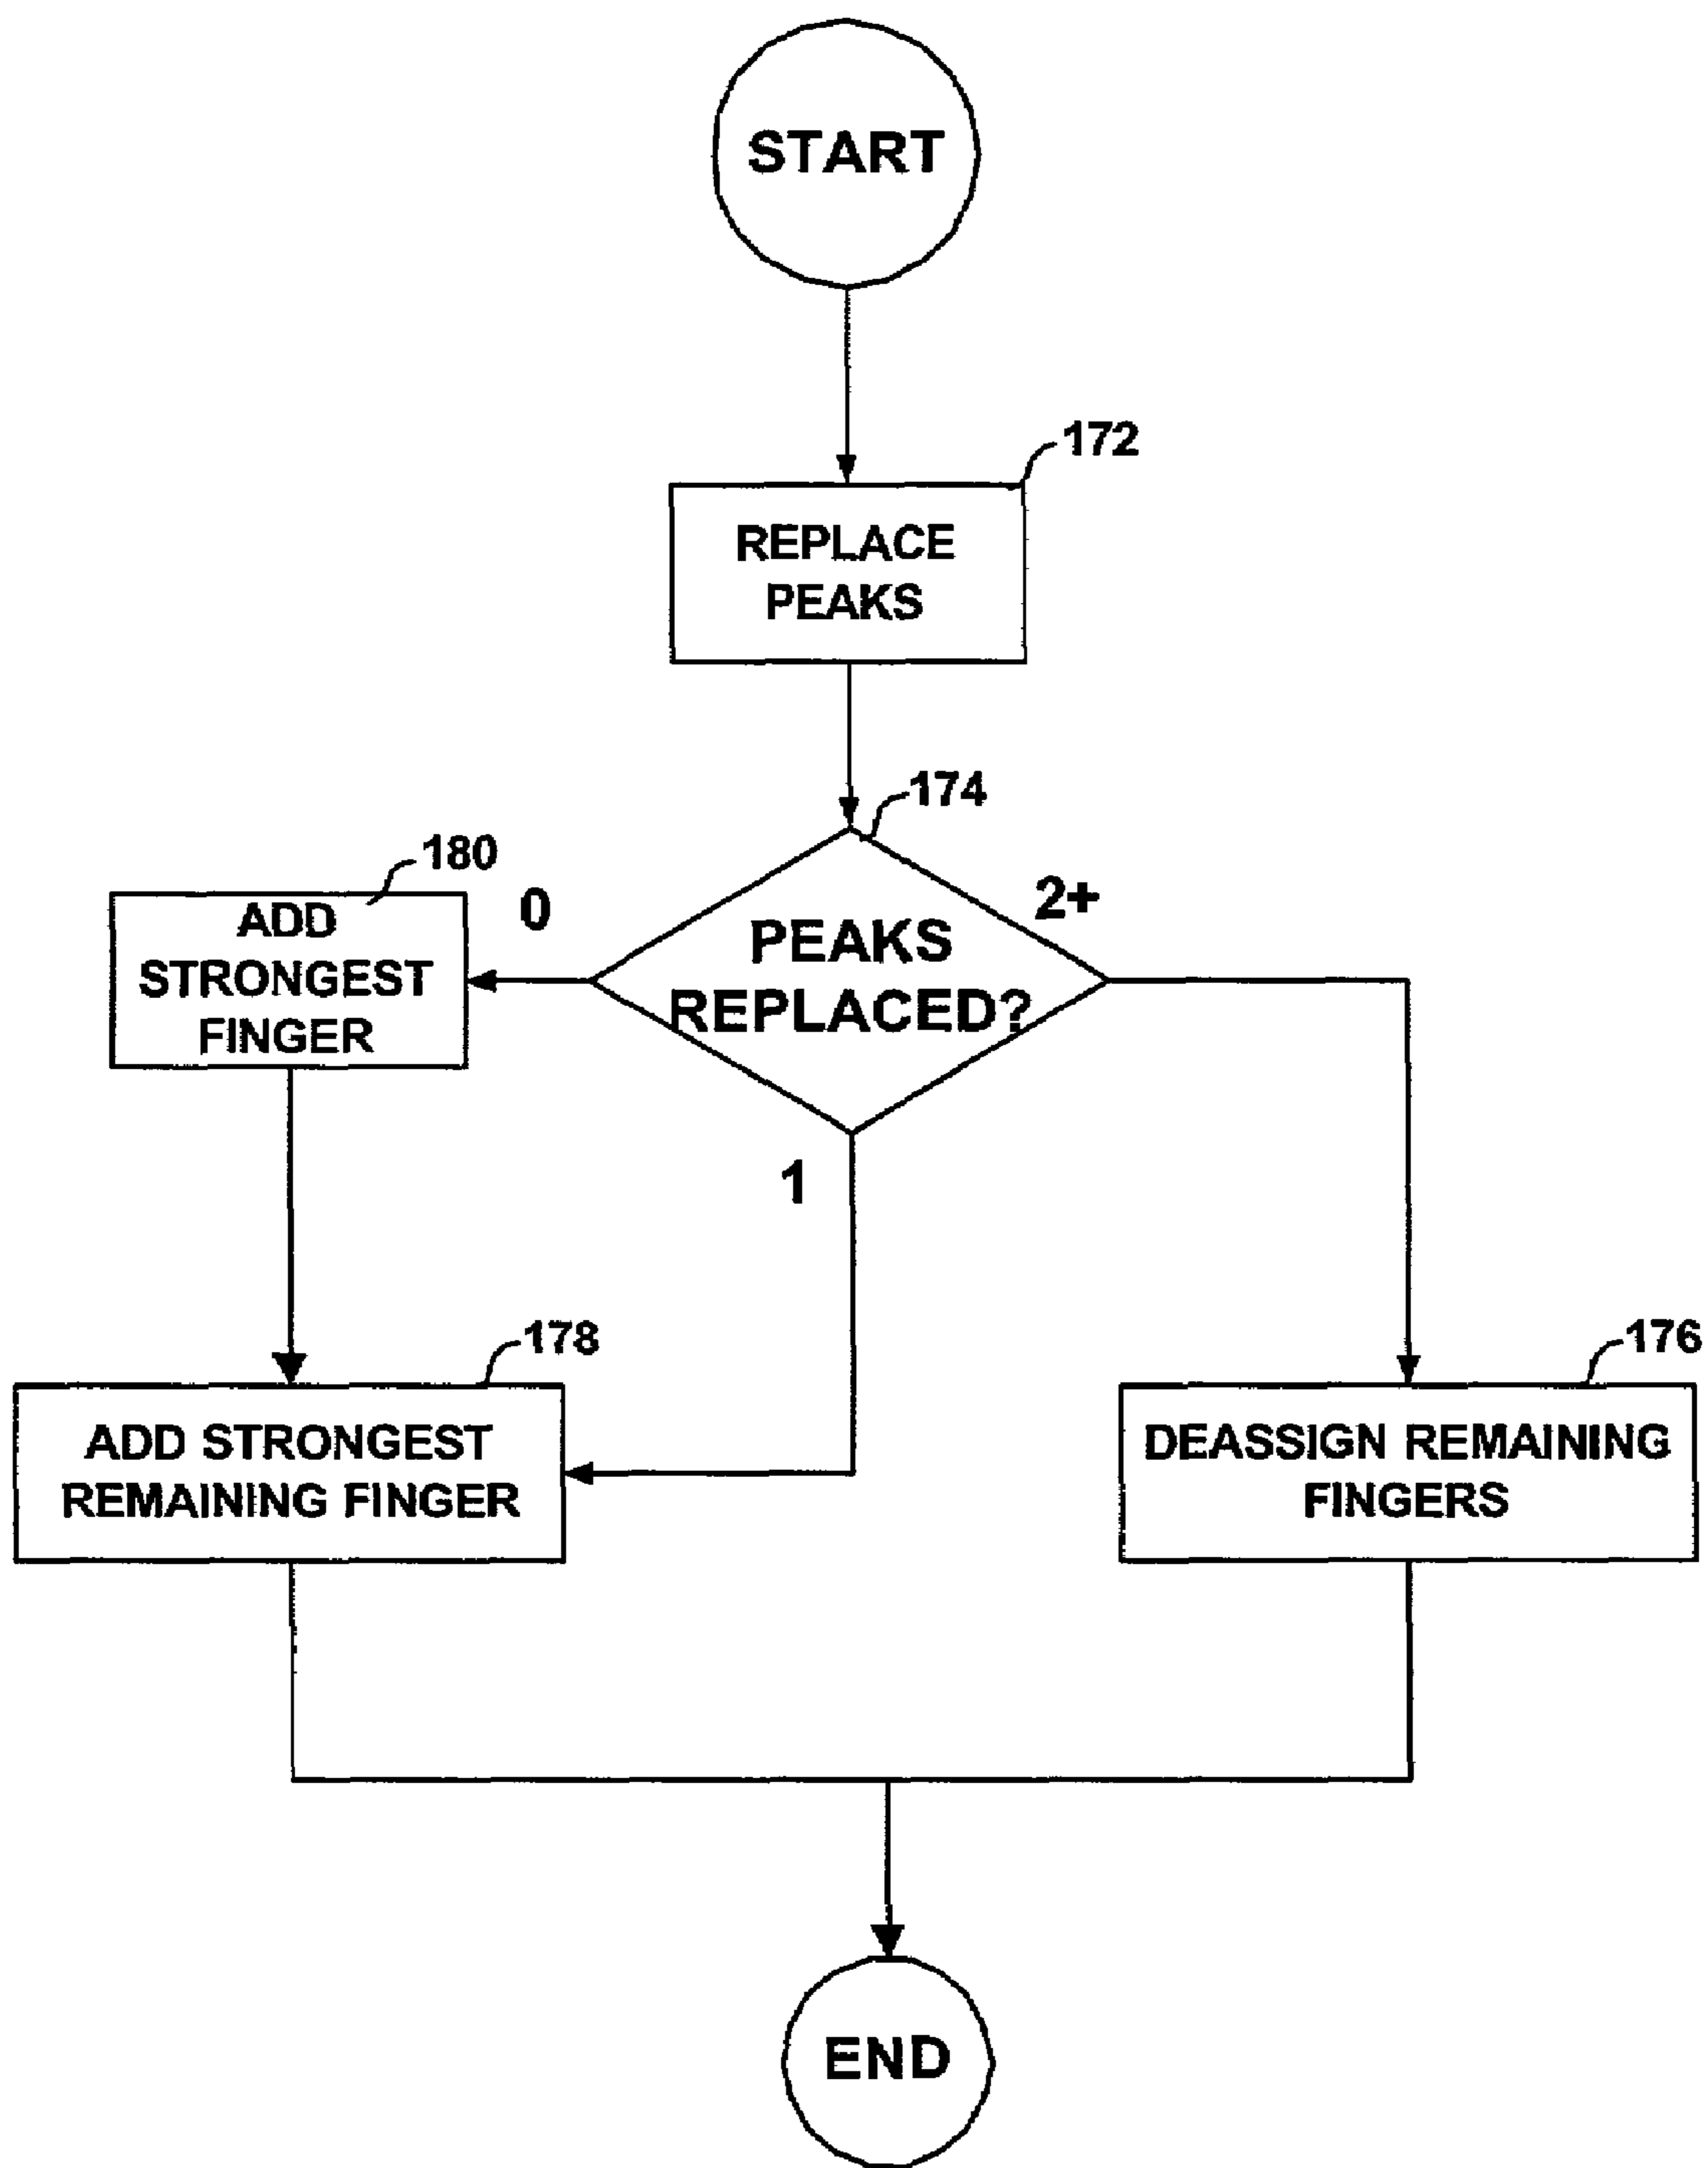 START
172
REPLACE
PEAKS
174
180
0
2+
ADD
STRONGEST
FINGER
PEAKS
REPLACED?
1
178
176
ADD STRONGEST
REMAINING FINGER
DEASSIGN REMAINING
FINGERS
END